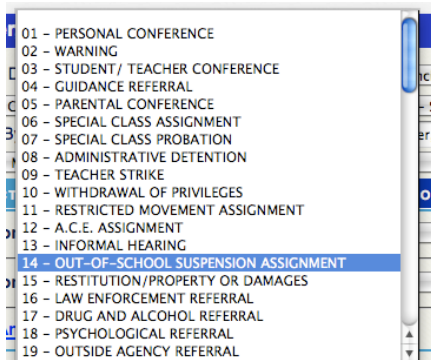 01 – PERSONAL CONFERENCE
02 – WARNING
03 – STUDENT/ TEACHER CONFERENCE
04 – GUIDANCE REFERRAL
05 – PARENTAL CONFERENCE
06 – SPECIAL CLASS ASSIGNMENT
07 – SPECIAL CLASS PROBATION
08 – ADMINISTRATIVE DETENTION
09 – TEACHER STRIKE
10 – WITHDRAWAL OF PRIVILEGES
11 – RESTRICTED MOVEMENT ASSIGNMENT
12 – A.C.E. ASSIGNMENT
13 – INFORMAL HEARING
14 – OUT–OF–SCHOOL SUSPENSION ASSIGNMENT
15 – RESTITUTION/PROPERTY OR DAMAGES
16 – LAW ENFORCEMENT REFERRAL
17 – DRUG AND ALCOHOL REFERRAL
18 – PSYCHOLOGICAL REFERRAL
19 – OUTSIDE AGENCY REFERRAL